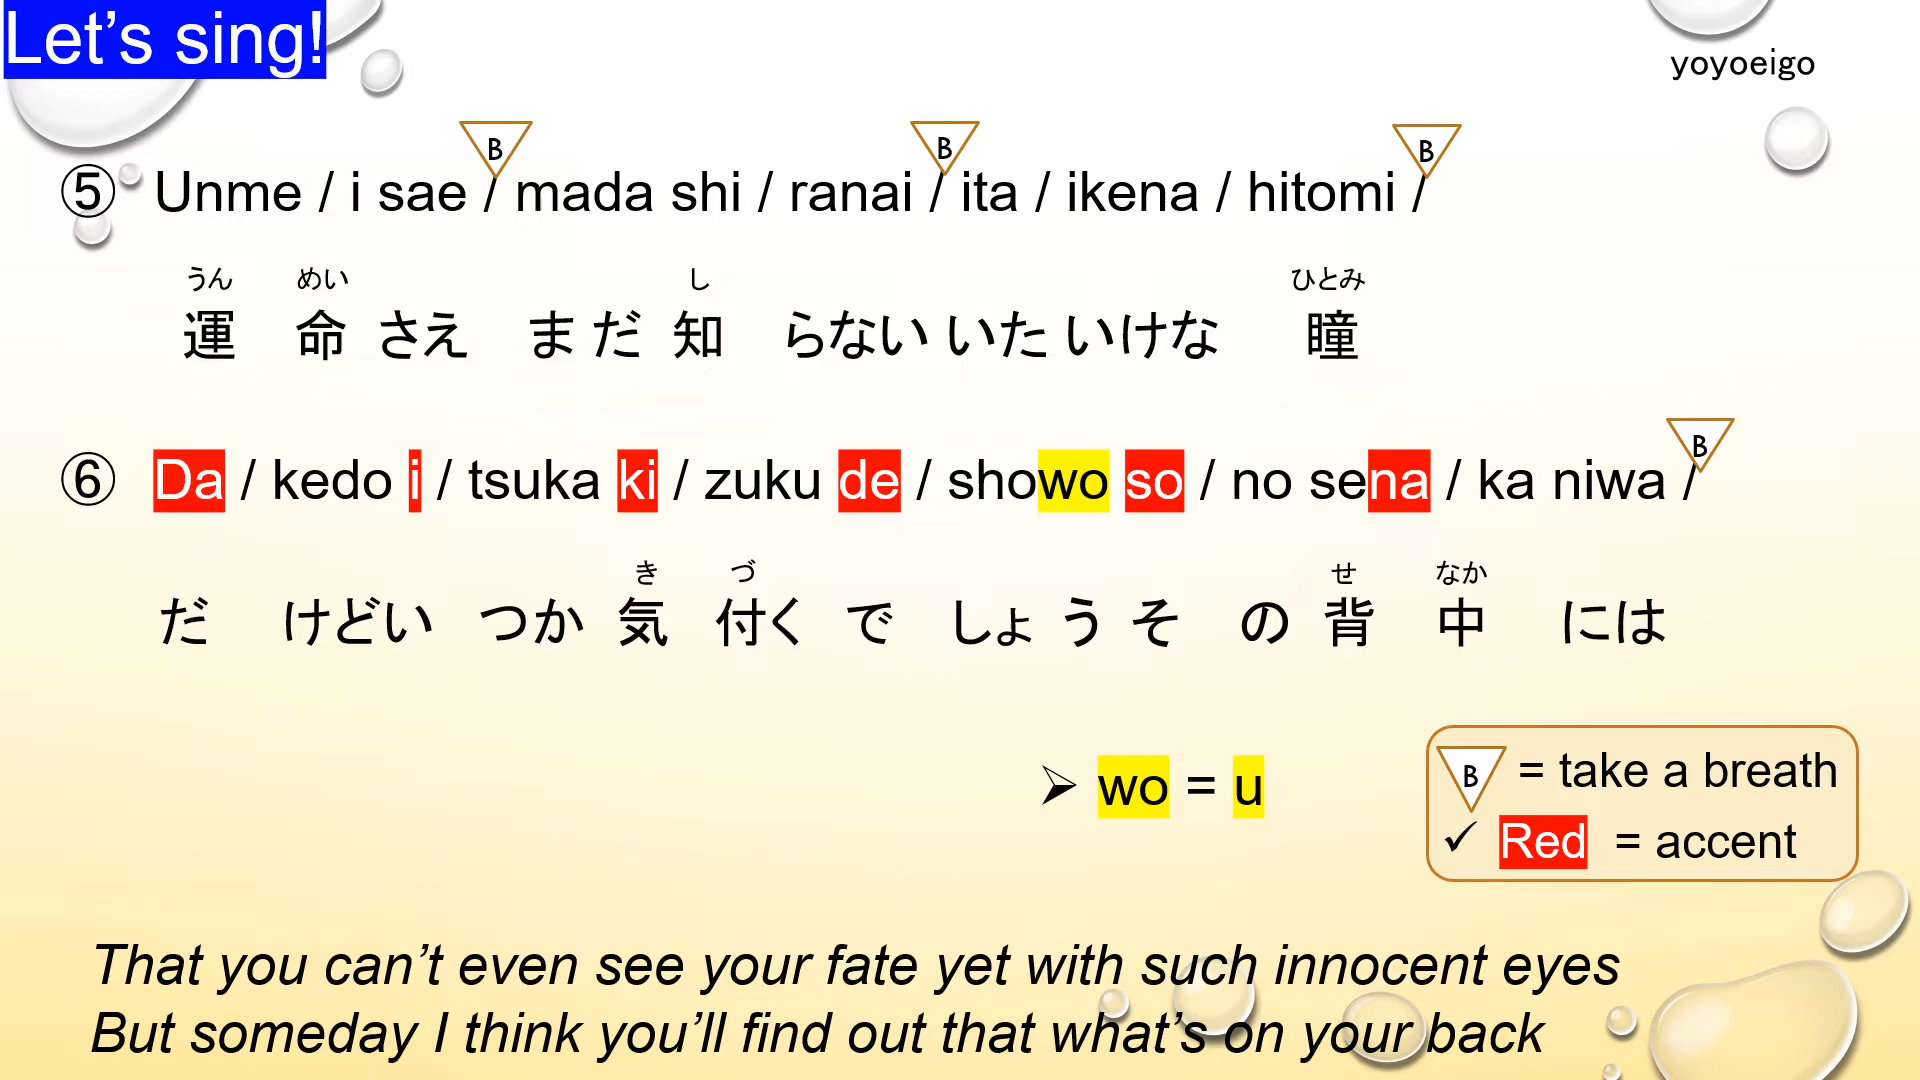 Let's sing!
yoyoeigo
B B B
⑤ Unme / i sae / mada shi / ranai / ita / ikena / hitomi /
うん めい し ひとみ
運 命 さえ ま だ 知 らない いた いけな 瞳
B
⑥ Da / kedo i / tsuka ki / zuku de / showo so / no sena / ka niwa /
き づ せ なか
だ けどい つか 気 付く で しょ う そ の 背 中 には
➢ wo = u
B = take a breath
✓ Red = accent
That you can't even see your fate yet with such innocent eyes
But someday I think you'll find out that what's on your back